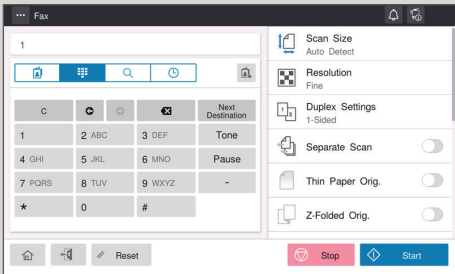 Fax
1
C
Next
Destination
1
2 ABC
3 DEF
Tone
4 GHI
5 JKL
6 MNO
Pause
7 PQRS
8 TUV
9 WXYZ
-
*
0
#
Scan Size
Auto Detect
Resolution
Fine
Duplex Settings
1-Sided
Separate Scan
Thin Paper Orig.
Z-Folded Orig.
Reset
Stop
Start